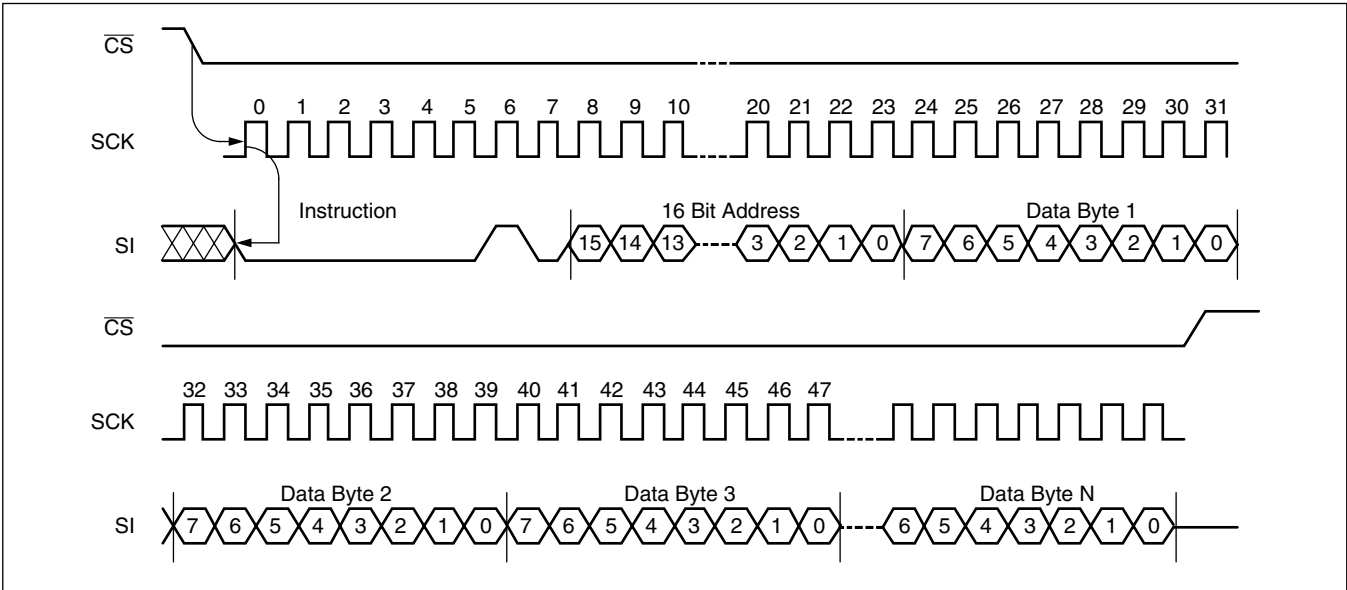 CS
0 1 2 3 4 5 6 7 8 9 10 20 21 22 23 24 25 26 27 28 29 30 31
SCK
Instruction 16 Bit Address Data Byte 1
SI 15 14 13 3 2 1 0 7 6 5 4 3 2 1 0
CS
32 33 34 35 36 37 38 39 40 41 42 43 44 45 46 47
SCK
Data Byte 2 Data Byte 3 Data Byte N
SI 7 6 5 4 3 2 1 0 7 6 5 4 3 2 1 0 6 5 4 3 2 1 0